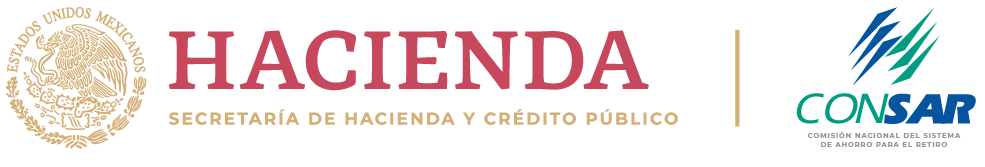 ESTADOS UNIDOS MEXICANOS
HACIENDA
SECRETARÍA DE HACIENDA Y CRÉDITO PÚBLICO
CONSAR
COMISIÓN NACIONAL DEL SISTEMA
DE AHORRO PARA EL RETIRO